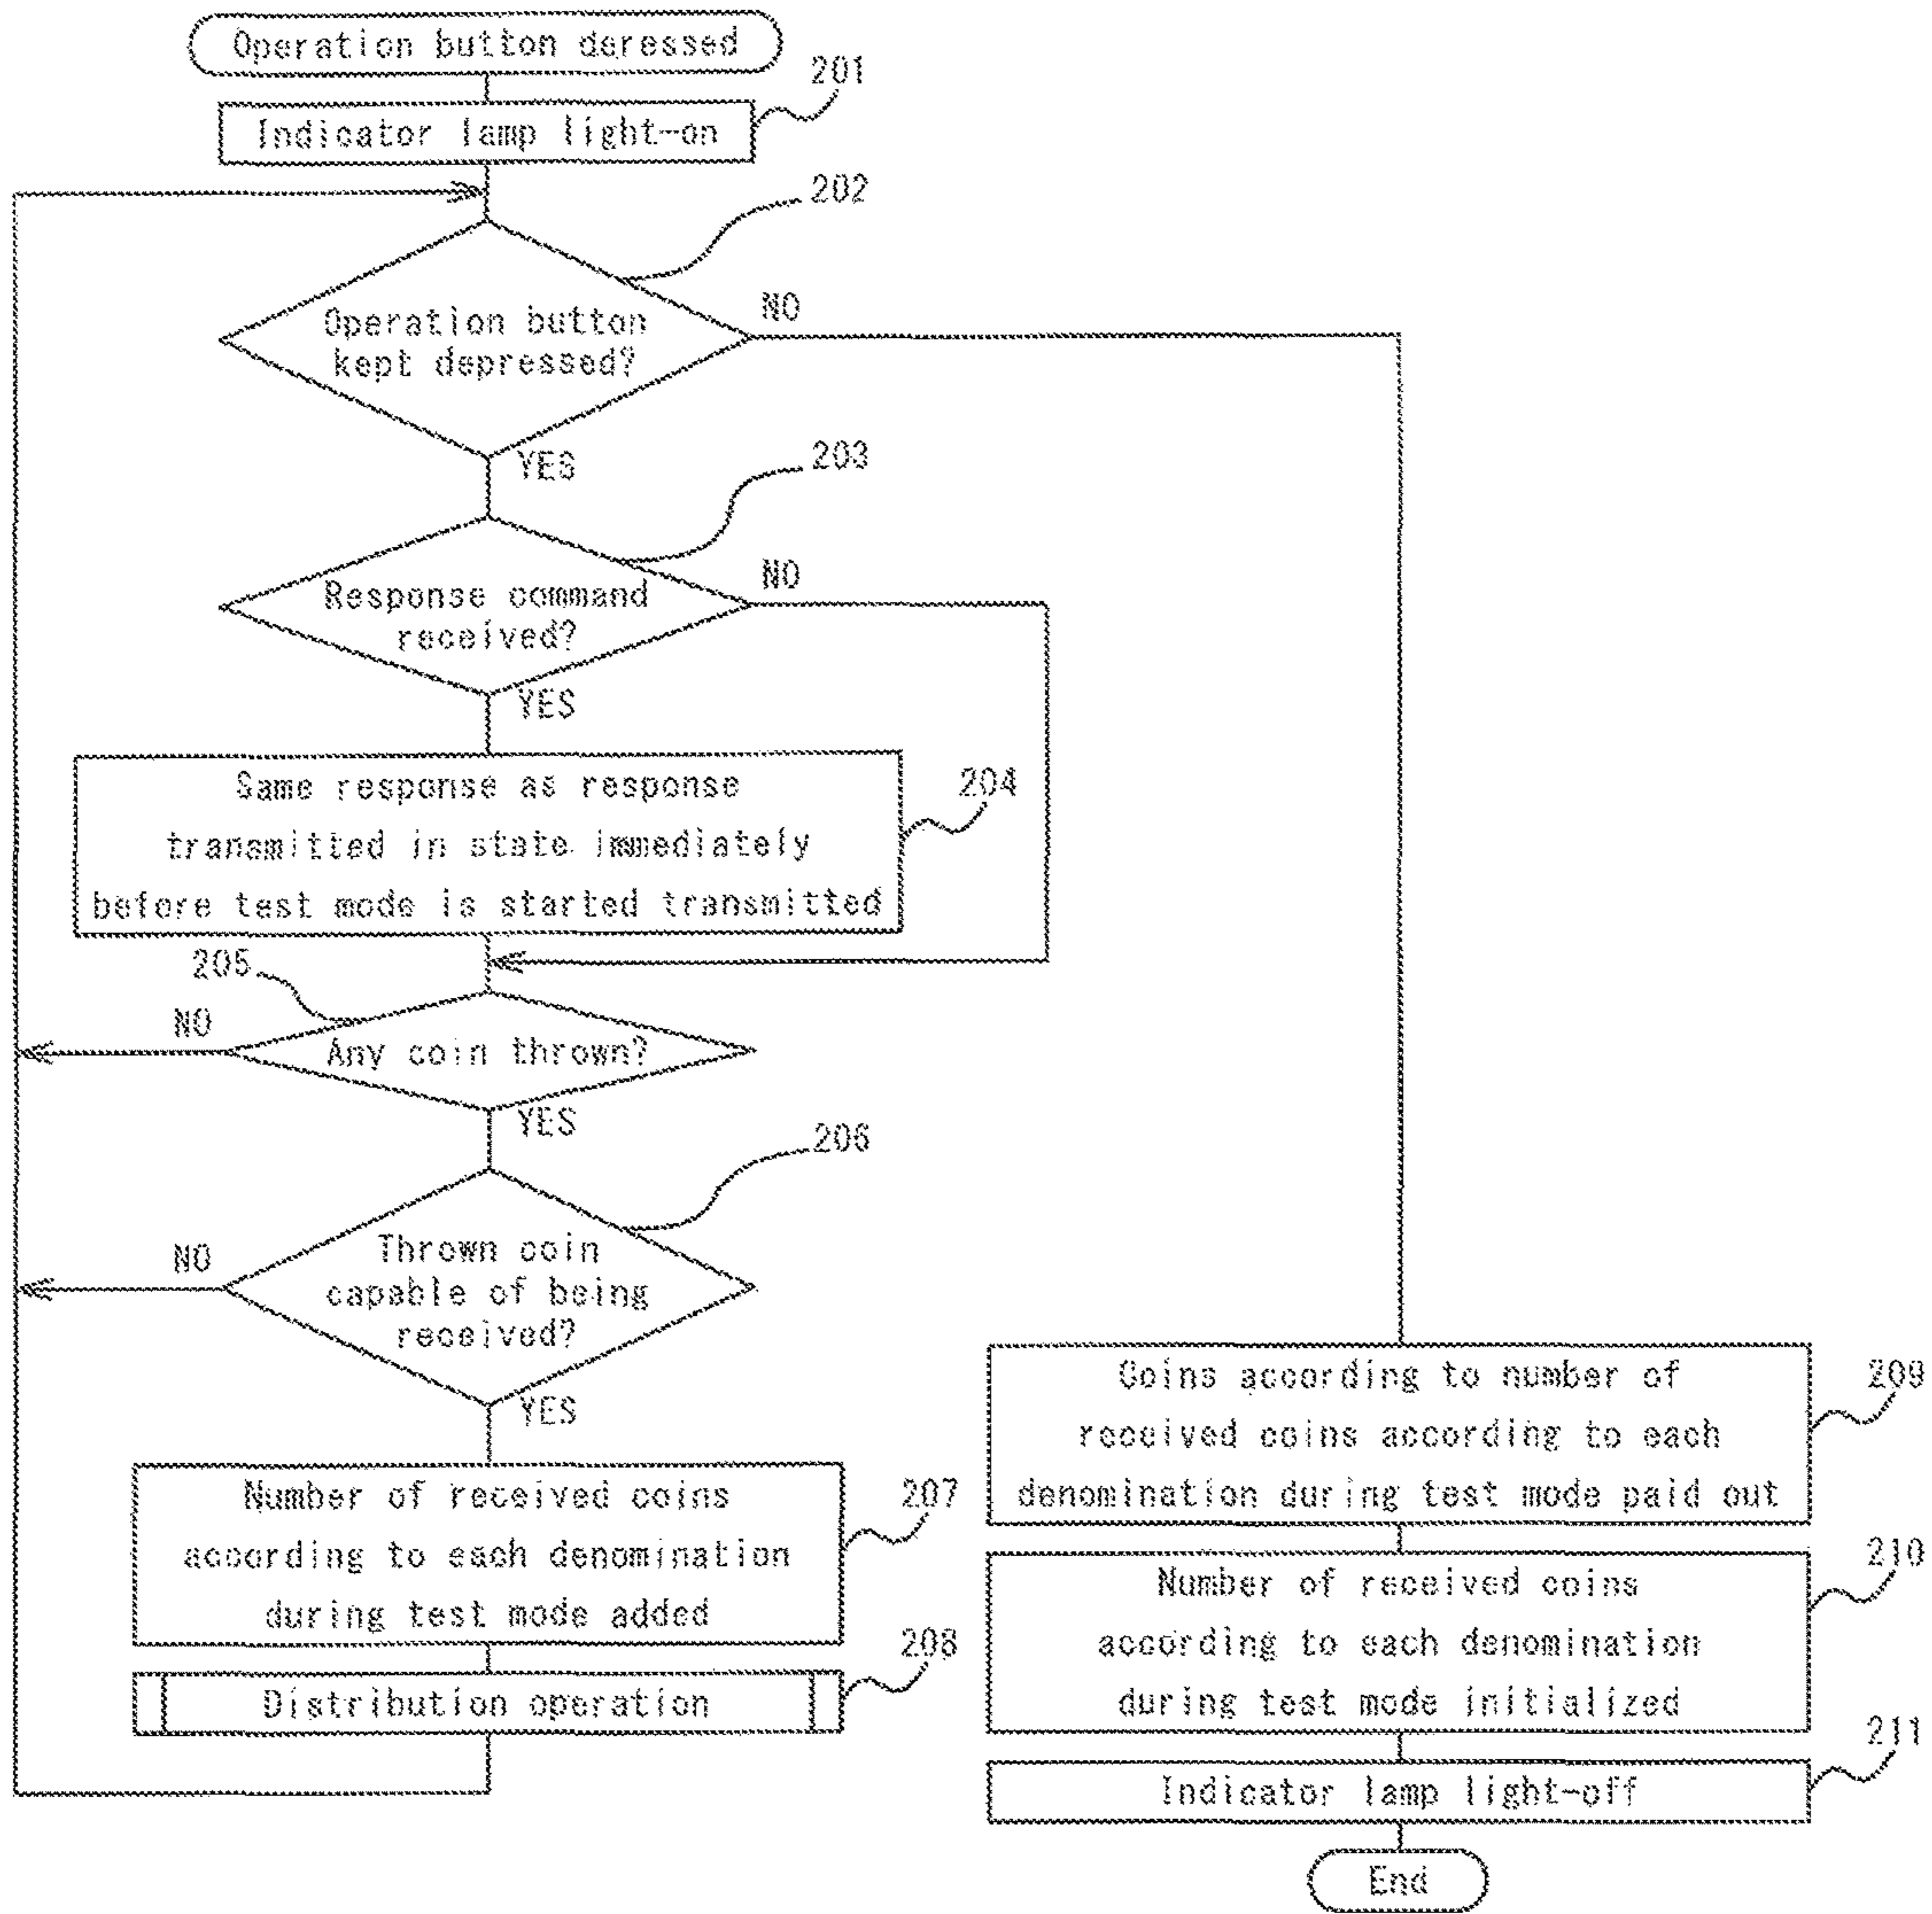 Operation button deressed
201
Indicator lamp light-on
202
Operation button
kept depressed?
NO
YES
203
Response command
received?
NO
YES
Same response as response
transmitted in state immediately
before test mode is started transmitted
204
205
Any coin thrown?
NO
YES
206
Thrown coin
capable of being
received?
NO
YES
Number of received coins
according to each denomination
during test mode added
207
Distribution operation
208
Coins according to number of
received coins according to each
denomination during test mode paid out
209
Number of received coins
according to each denomination
during test mode initialized
210
Indicator lamp light-off
211
End